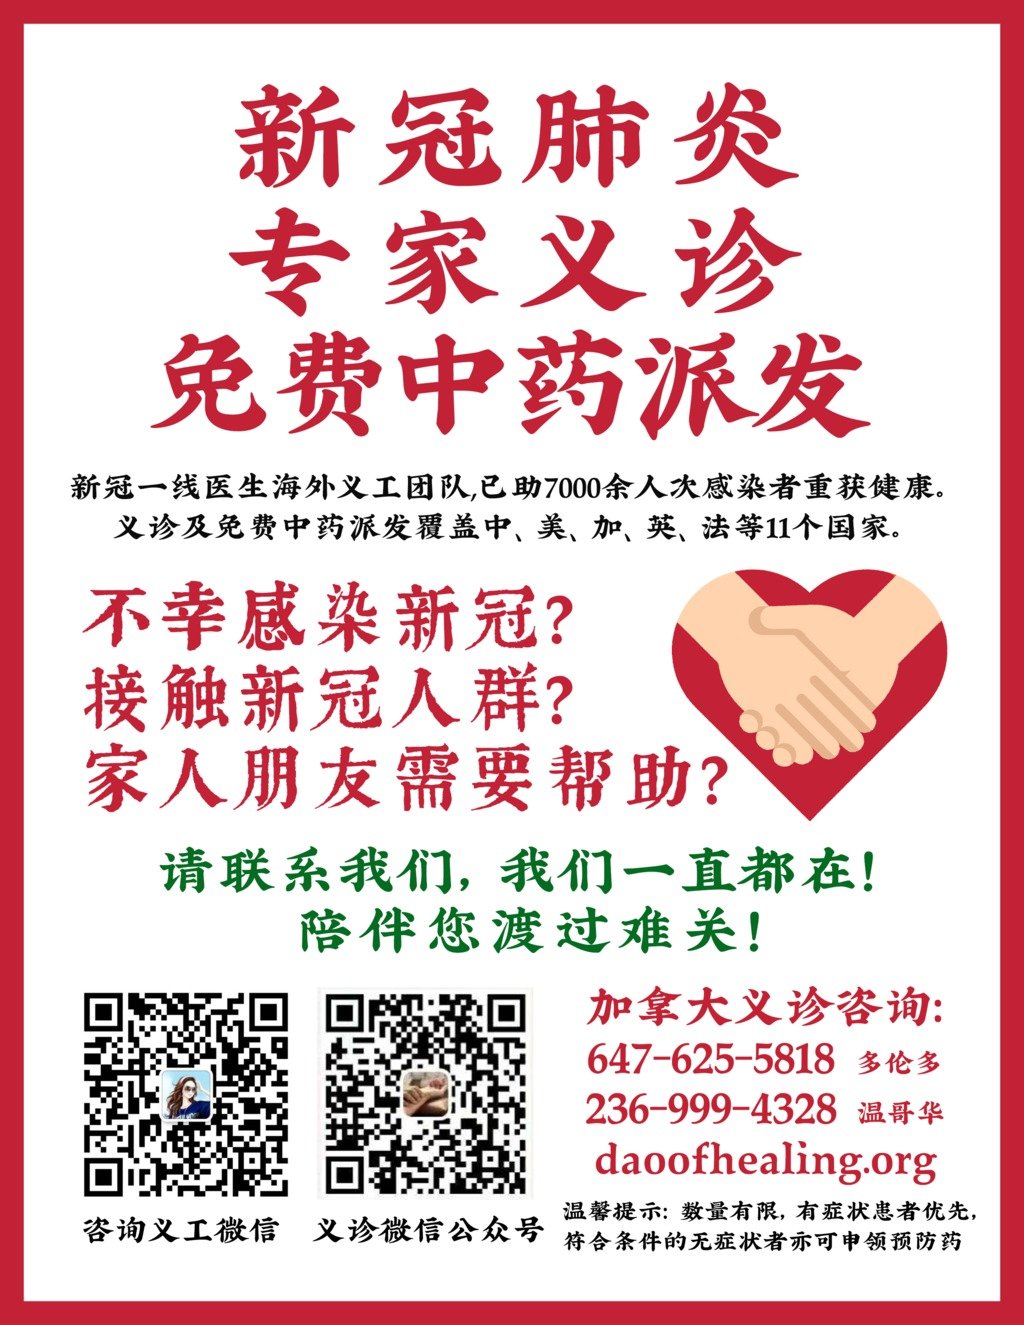 新冠肺炎
专家义诊
免费中药派发
新冠一线医生海外义工团队,已助7000余人次感染者重获健康。
义诊及免费中药派发覆盖中、美、加、英、法等11个国家。
不幸感染新冠?
接触新冠人群?
家人朋友需要帮助?
请联系我们，我们一直都在！
陪伴您渡过难关！
咨询义工微信
义诊微信公众号
加拿大义诊咨询:
647-625-5818 多伦多
236-999-4328 温哥华
daoofhealing.org
温馨提示: 数量有限，有症状患者优先，
符合条件的无症状者亦可申领预防药